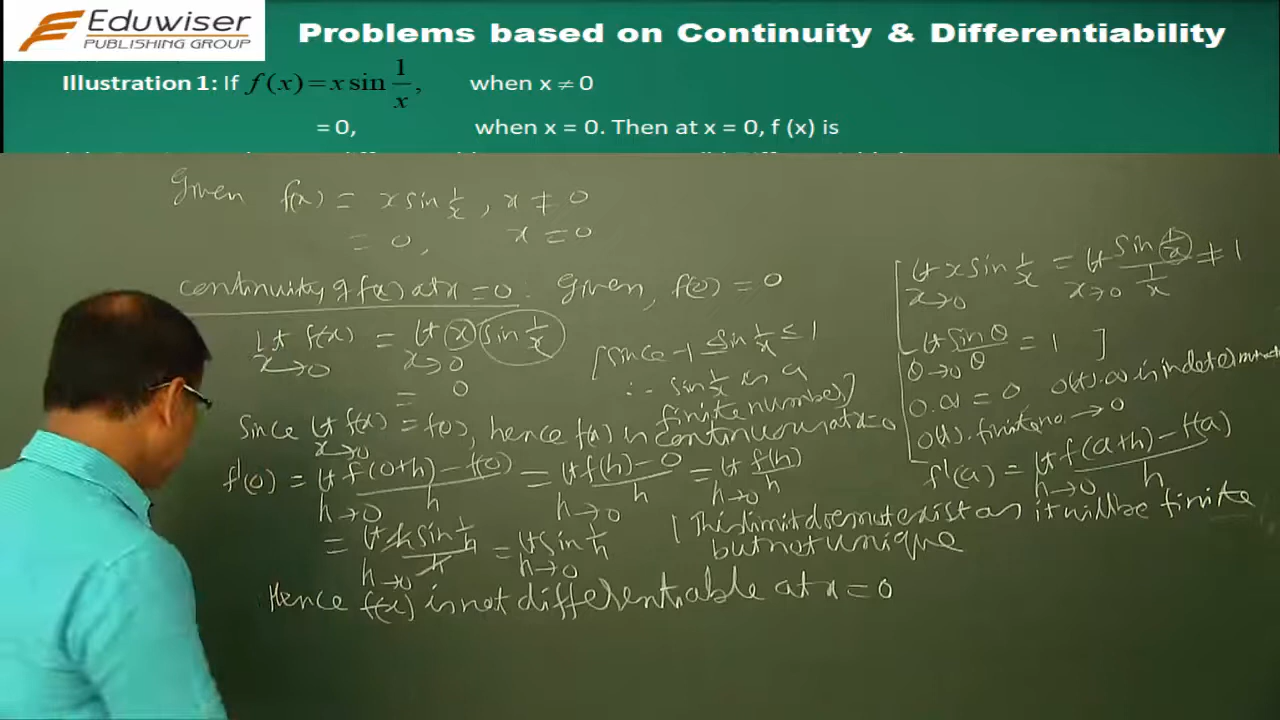 Eduwiser
PUBLISHING GROUP
Problems based on Continuity & Differentiability
Illustration 1: If f(x) = x sin 1/x, when x ≠ 0
= 0, when x = 0. Then at x = 0, f (x) is
Given f(x) = x sin 1/x, x ≠ 0
= 0, x = 0
continuity of f(x) at x = 0: Given, f(0) = 0
Lt x→0 f(x) = Lt x→0 x sin 1/x
= 0
[since -1 ≤ sin 1/x ≤ 1
∴ sin 1/x is a
finite number]
Since Lt x→0 f(x) = f(0), hence f(x) is continuous at x = 0
f'(0) = Lt h→0 f(0+h) - f(0) / h = Lt h→0 f(h) - 0 / h = Lt h→0 f(h)/h
= Lt h→0 h sin 1/h / h = Lt h→0 sin 1/h
[This limit does not exist as it will be finite
but not unique
Hence f(x) is not differentiable at x = 0
[Lt x→0 x sin 1/x = Lt x→0 sin(1/x) / 1/x ≠ 1
Lt θ→0 sin θ / θ = 1 ]
0.∞ = 0
0(t). finite no. → 0
f'(a) = Lt h→0 f(a+h) - f(a) / h